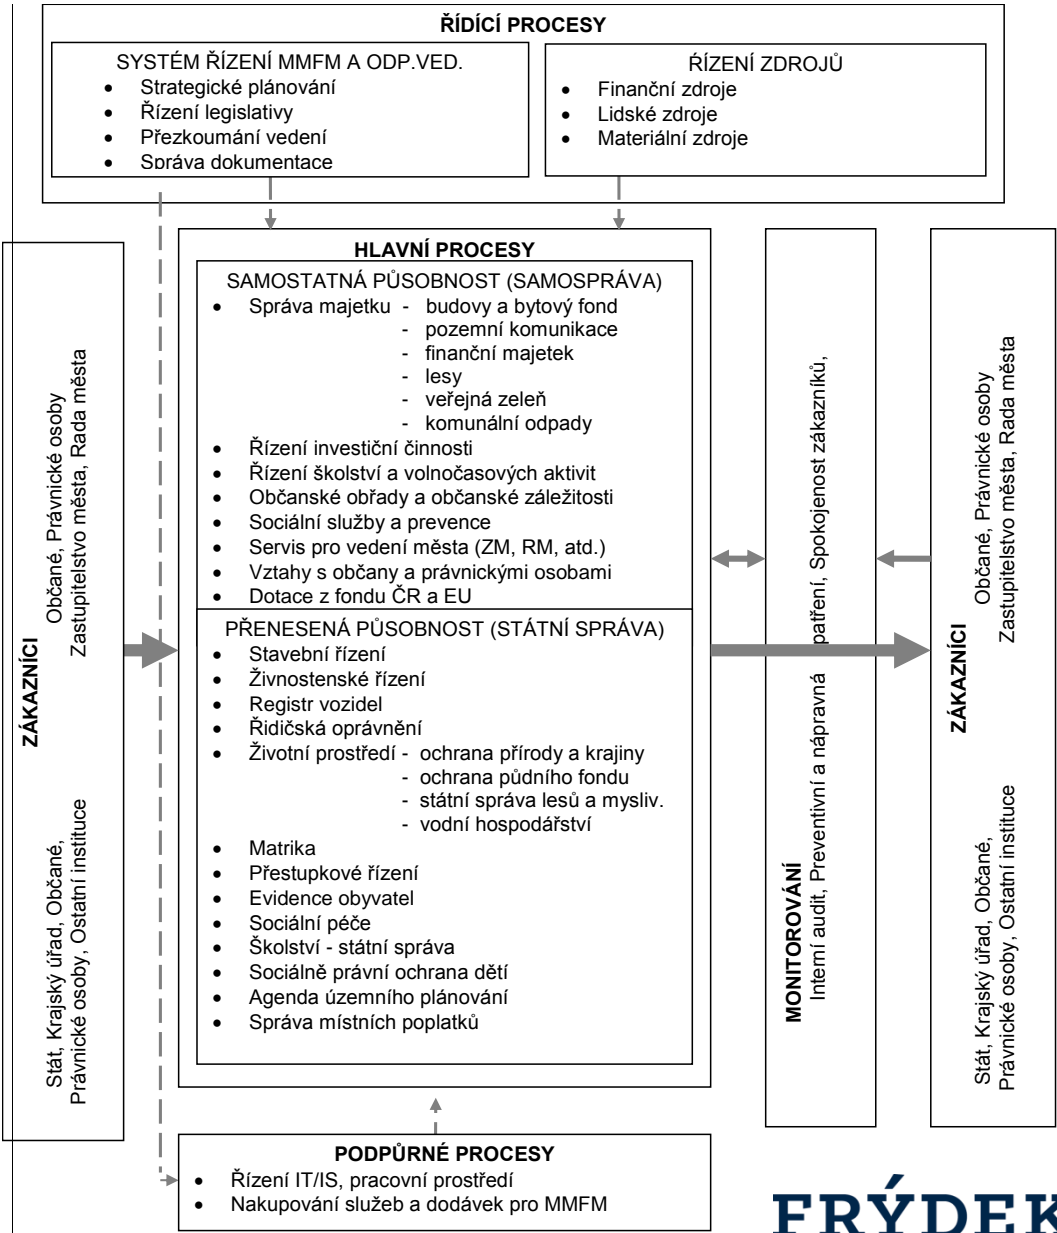 ŘÍDÍCÍ PROCESY
SYSTÉM ŘÍZENÍ MMFM A ODP.VED.
• Strategické plánování
• Řízení legislativy
• Přezkoumání vedení
• Správa dokumentace
ŘÍZENÍ ZDROJŮ
• Finanční zdroje
• Lidské zdroje
• Materiální zdroje
ZÁKAZNÍCI
Občané, Právnické osoby
Zastupitelstvo města, Rada města
Stát, Krajský úřad, Občané,
Právnické osoby, Ostatní instituce
HLAVNÍ PROCESY
SAMOSTATNÁ PŮSOBNOST (SAMOSPRÁVA)
• Správa majetku - budovy a bytový fond
- pozemní komunikace
- finanční majetek
- lesy
- veřejná zeleň
- komunální odpady
• Řízení investiční činnosti
• Řízení školství a volnočasových aktivit
• Občanské obřady a občanské záležitosti
• Sociální služby a prevence
• Servis pro vedení města (ZM, RM, atd.)
• Vztahy s občany a právnickými osobami
• Dotace z fondu ČR a EU
PŘENESENÁ PŮSOBNOST (STÁTNÍ SPRÁVA)
• Stavební řízení
• Živnostenské řízení
• Registr vozidel
• Řidičská oprávnění
• Životní prostředí - ochrana přírody a krajiny
- ochrana půdního fondu
- státní správa lesů a mysliv.
- vodní hospodářství
• Matrika
• Přestupkové řízení
• Evidence obyvatel
• Sociální péče
• Školství - státní správa
• Sociálně právní ochrana dětí
• Agenda územního plánování
• Správa místních poplatků
MONITOROVÁNÍ
Interní audit, Preventivní a nápravná patření, Spokojenost zákazníků,
ZÁKAZNÍCI
Občané, Právnické osoby
Zastupitelstvo města, Rada města
Stát, Krajský úřad, Občané,
Právnické osoby, Ostatní instituce
PODPŮRNÉ PROCESY
• Řízení IT/IS, pracovní prostředí
• Nakupování služeb a dodávek pro MMFM
FRÝDEK